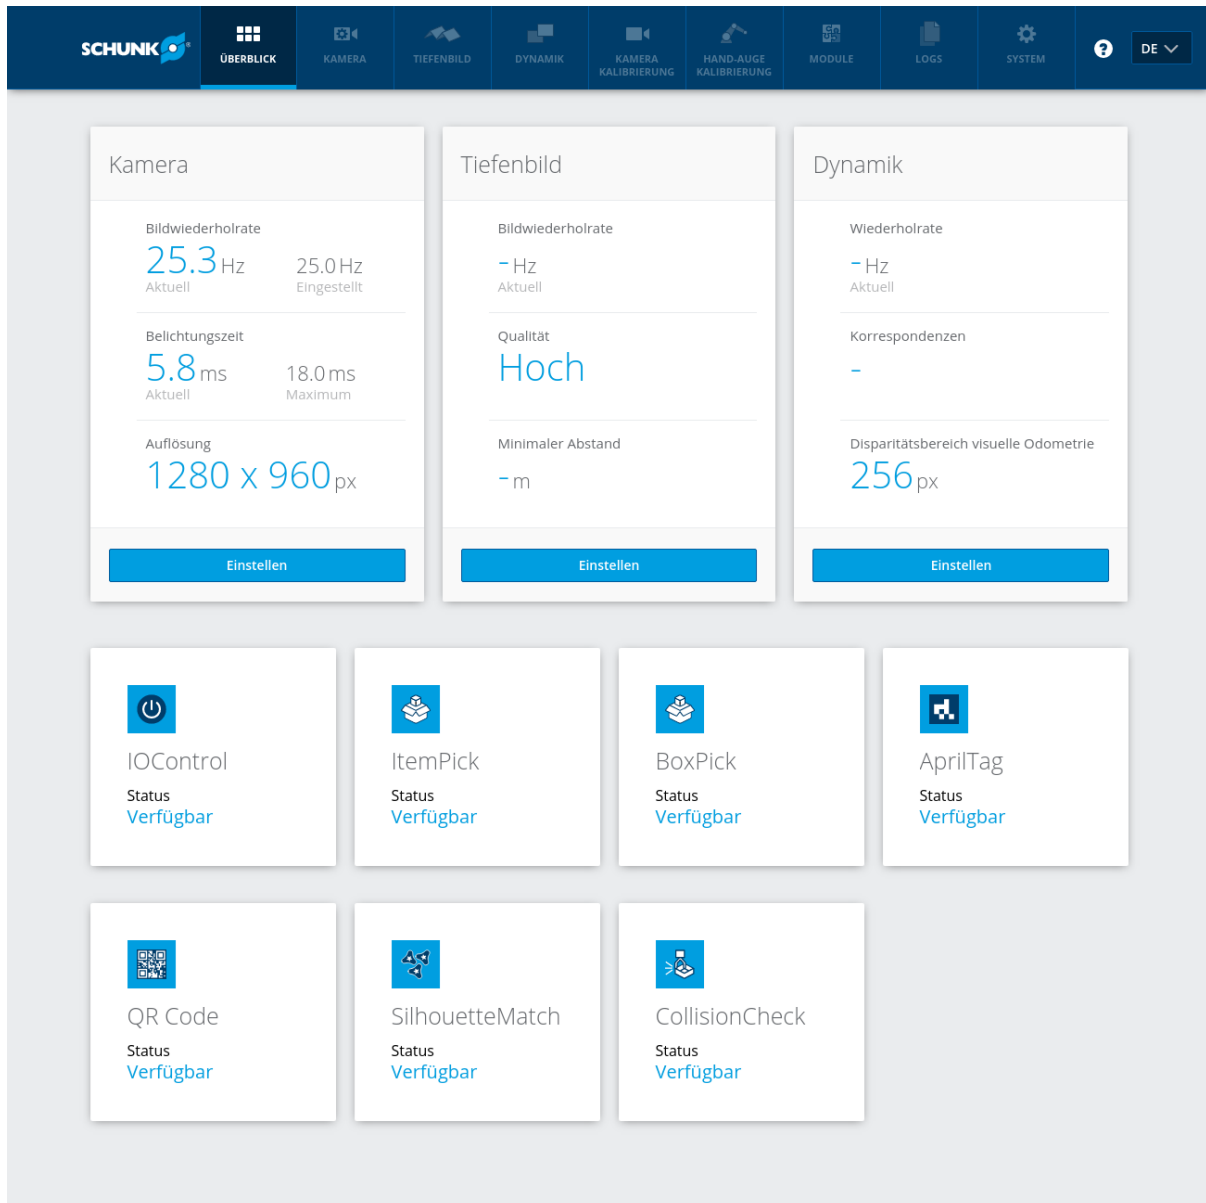 SCHUNK
ÜBERBLICK
KAMERA
TIEFENBILD
DYNAMIK
KAMERA
KALIBRIERUNG
HAND-AUGE
KALIBRIERUNG
MODULE
LOGS
SYSTEM
?
DE
Kamera
Bildwiederholrate
25.3 Hz 25.0 Hz
Aktuell Eingestellt
Belichtungszeit
5.8 ms 18.0 ms
Aktuell Maximum
Auflösung
1280 x 960 px
Einstellen
Tiefenbild
Bildwiederholrate
- Hz
Aktuell
Qualität
Hoch
Minimaler Abstand
- m
Einstellen
Dynamik
Wiederholrate
- Hz
Aktuell
Korrespondenzen
-
Disparitätsbereich visuelle Odometrie
256 px
Einstellen
IOControl
Status
Verfügbar
ItemPick
Status
Verfügbar
BoxPick
Status
Verfügbar
AprilTag
Status
Verfügbar
QR Code
Status
Verfügbar
SilhouetteMatch
Status
Verfügbar
CollisionCheck
Status
Verfügbar